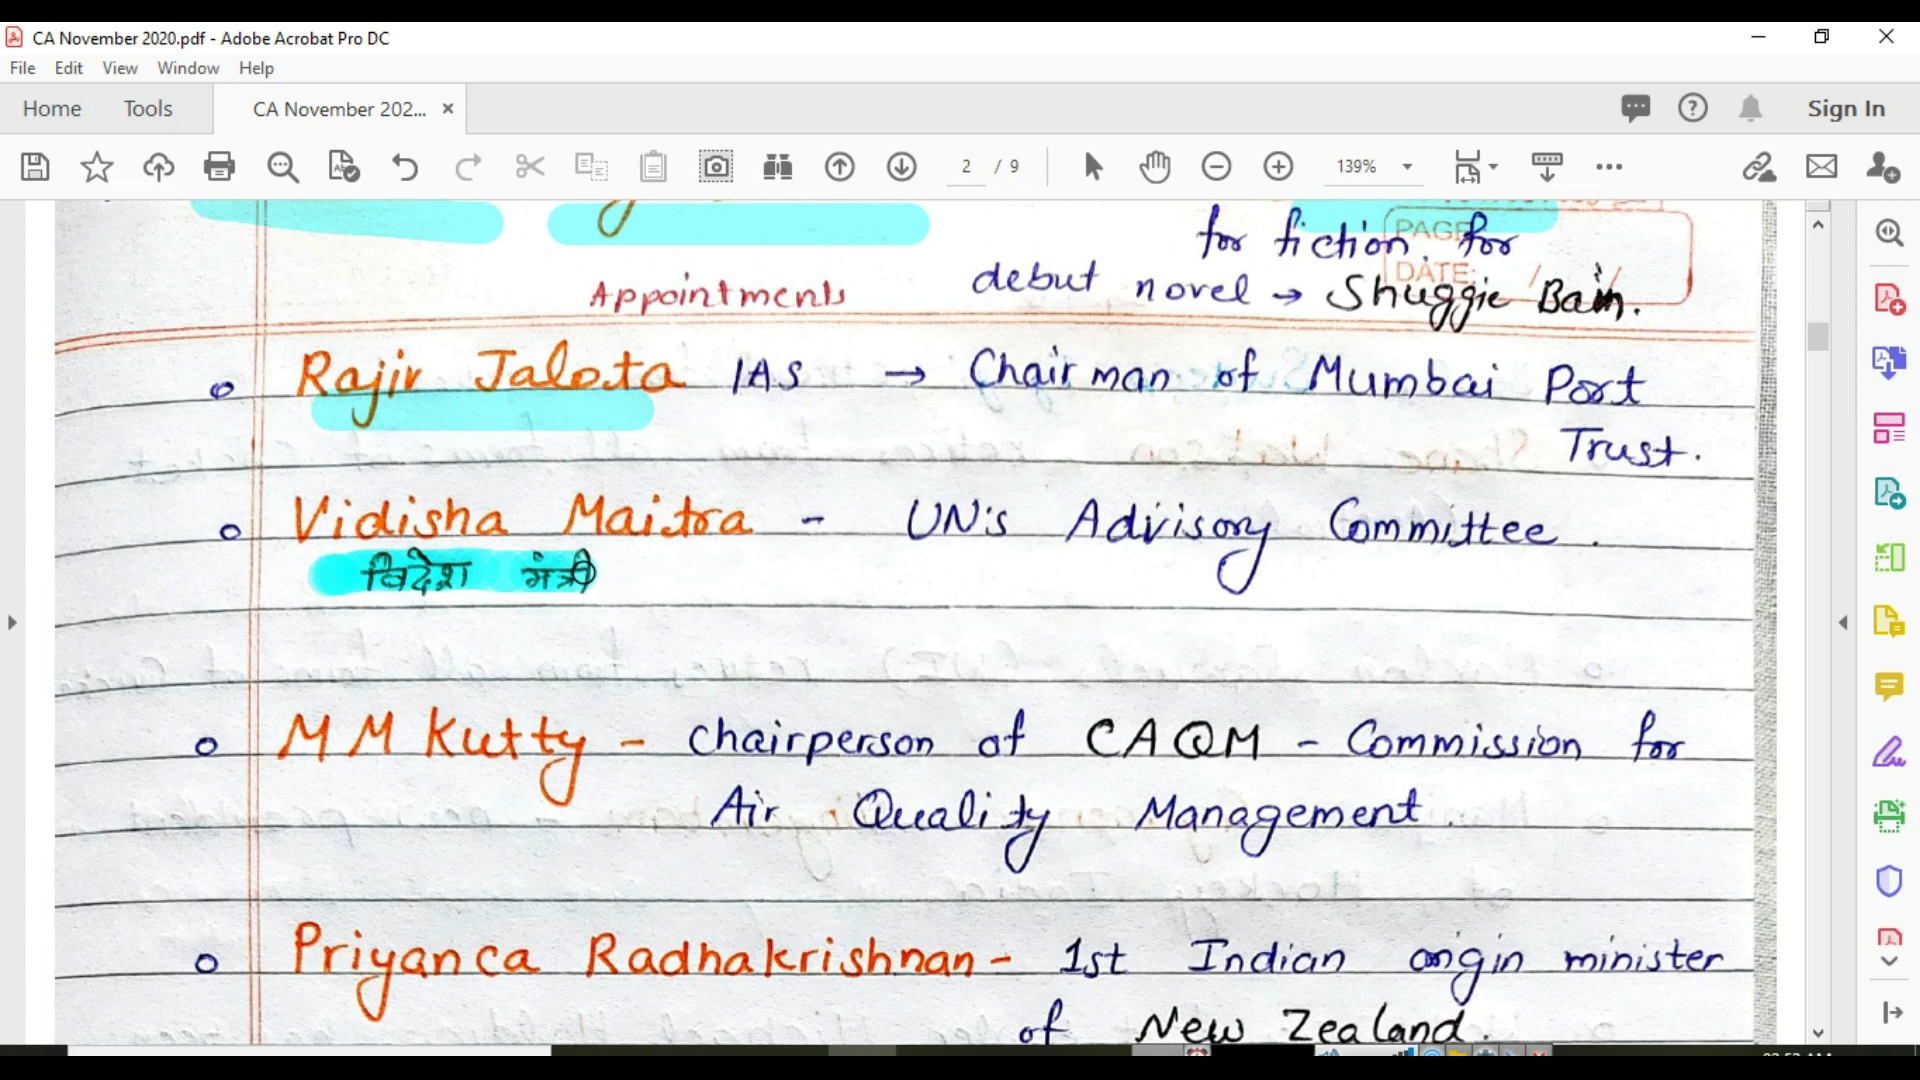 CA November 2020.pdf - Adobe Acrobat Pro DC
File Edit View Window Help
Home Tools CA November 202... × Sign In
2 / 9 139%
for fiction, for
PAGE
DATE: / /
Appointments debut novel → Shuggie Bain.
Rajiv Jalota IAS → Chairman of Mumbai Port
Trust.
Vidisha Maitra - UN's Advisory Committee.
विदेश मंत्री
M M Kutty - Chairperson of CAQM - Commission for
Air Quality Management.
Priyanca Radhakrishnan - 1st Indian origin minister
of New Zealand.